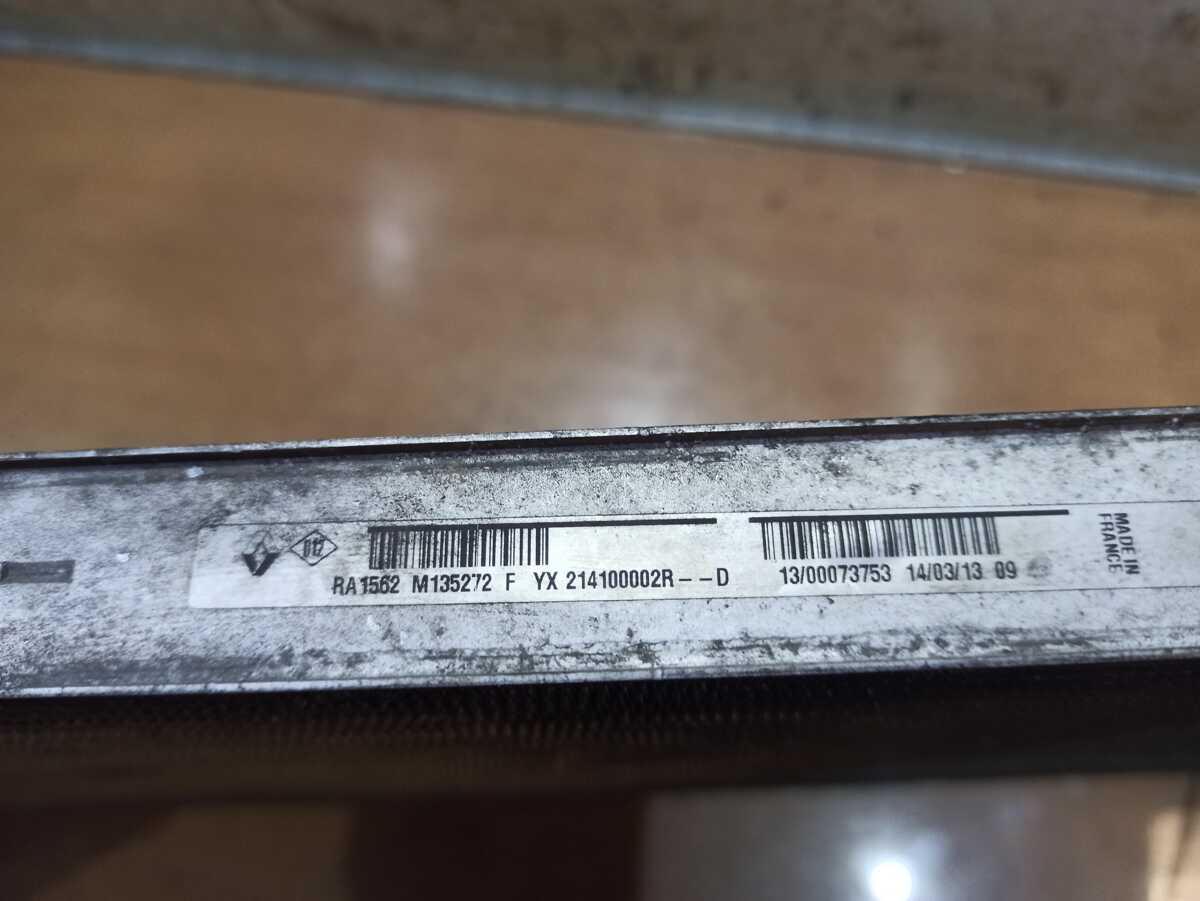 012
RA1562 M135272 F YX 214100002R--D
13/00073753 14/03/13 09
MADE IN
FRANCE